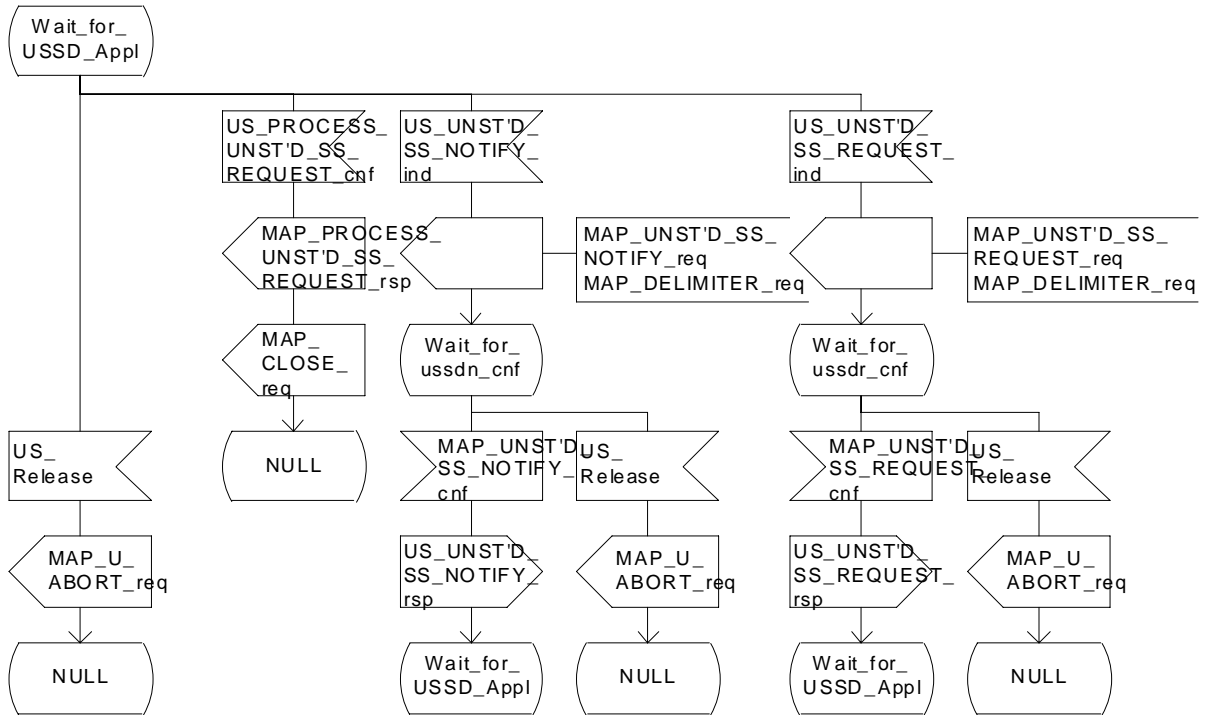 Wait_for_
USSD_Appl
US_PROCESS_
UNST'D_SS_
REQUEST_cnf
US_UNST'D_
SS_NOTIFY_
ind
US_UNST'D_
SS_REQUEST_
ind
MAP_PROCESS_
UNST'D_SS_
REQUEST_rsp
MAP_UNST'D_SS_
NOTIFY_req
MAP_DELIMITER_req
MAP_UNST'D_SS_
REQUEST_req
MAP_DELIMITER_req
MAP_
CLOSE_
req
Wait_for_
ussdn_cnf
Wait_for_
ussdr_cnf
US_
Release
NULL
MAP_UNST'D_
SS_NOTIFY_
cnf
US_
Release
MAP_UNST'D_
SS_REQUEST_
cnf
US_
Release
MAP_U_
ABORT_req
US_UNST'D_
SS_NOTIFY_
rsp
MAP_U_
ABORT_req
US_UNST'D_
SS_REQUEST_
rsp
MAP_U_
ABORT_req
NULL
Wait_for_
USSD_Appl
NULL
Wait_for_
USSD_Appl
NULL